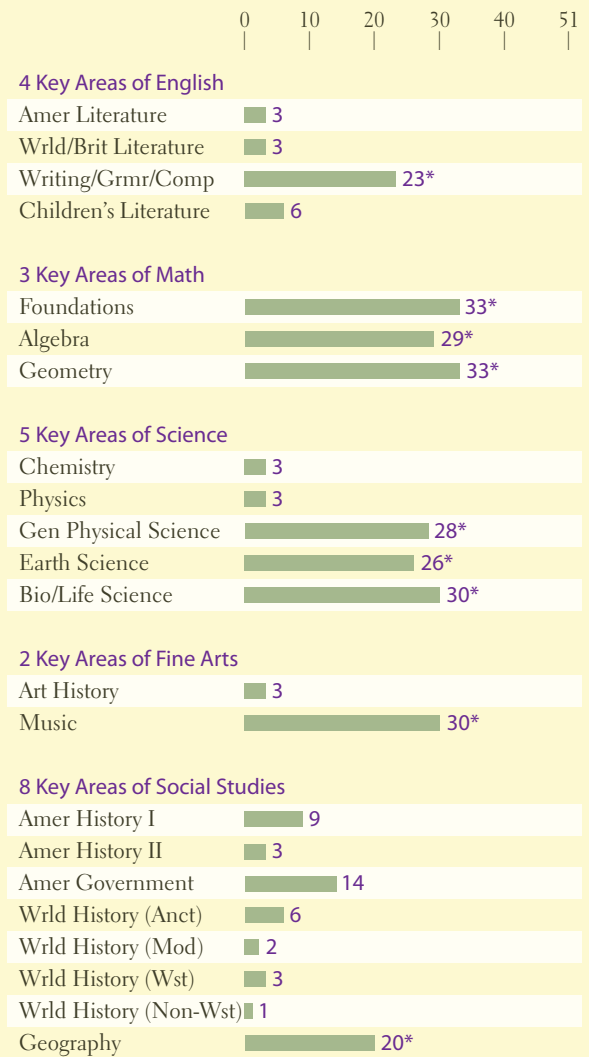 0 10 20 30 40 51
4 Key Areas of English
Amer Literature 3
Wrld/Brit Literature 3
Writing/Grmr/Comp 23*
Children’s Literature 6
3 Key Areas of Math
Foundations 33*
Algebra 29*
Geometry 33*
5 Key Areas of Science
Chemistry 3
Physics 3
Gen Physical Science 28*
Earth Science 26*
Bio/Life Science 30*
2 Key Areas of Fine Arts
Art History 3
Music 30*
8 Key Areas of Social Studies
Amer History I 9
Amer History II 3
Amer Government 14
Wrld History (Anct) 6
Wrld History (Mod) 2
Wrld History (Wst) 3
Wrld History (Non-Wst) 1
Geography 20*